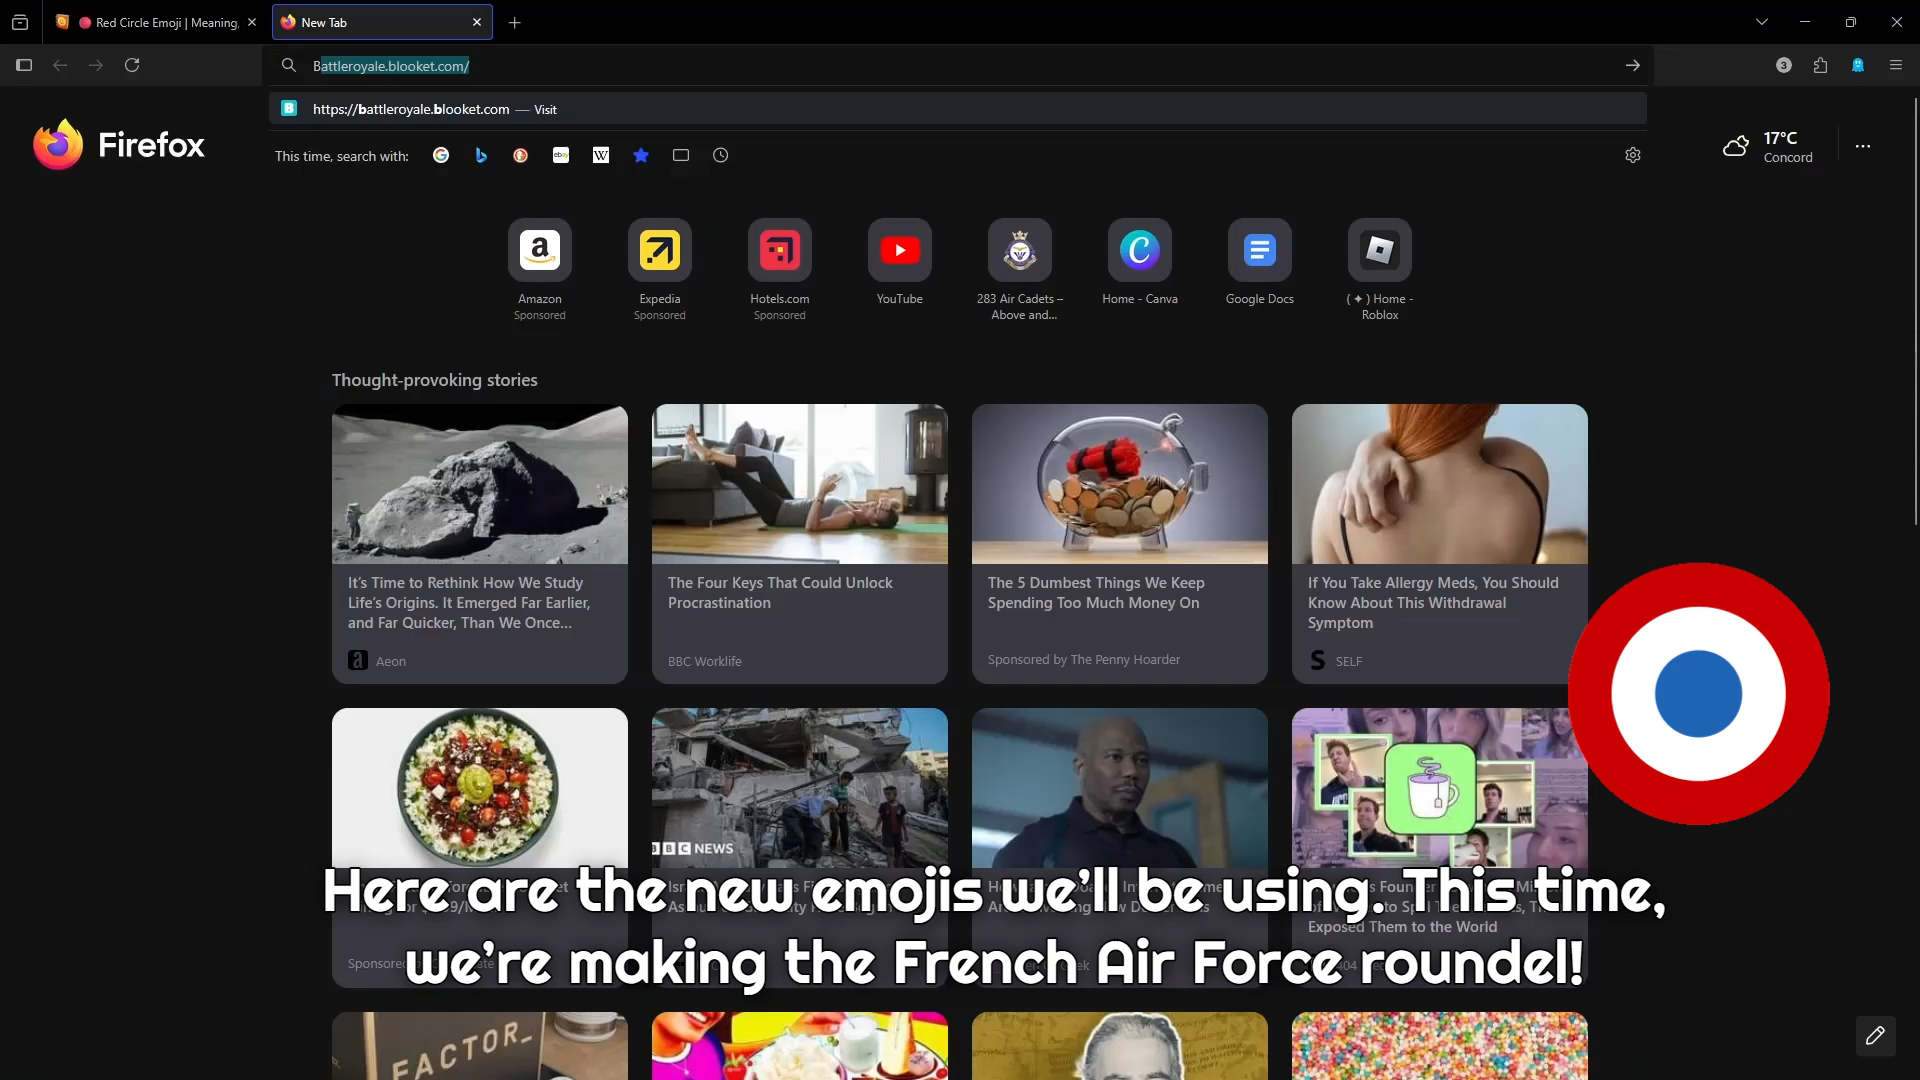 Red Circle Emoji | Meaning,
New Tab
Battleroyale.blooket.com/
3
https://battleroyale.blooket.com — Visit
This time, search with:
Firefox
17°C
Concord
Amazon
Sponsored
Expedia
Sponsored
Hotels.com
Sponsored
YouTube
283 Air Cadets –
Above and...
Home - Canva
Google Docs
( ✦ ) Home -
Roblox
Thought-provoking stories
It's Time to Rethink How We Study
Life's Origins. It Emerged Far Earlier,
and Far Quicker, Than We Once...
Aeon
The Four Keys That Could Unlock
Procrastination
BBC Worklife
The 5 Dumbest Things We Keep
Spending Too Much Money On
Sponsored by The Penny Hoarder
If You Take Allergy Meds, You Should
Know About This Withdrawal
Symptom
SELF
BBC NEWS
Exposed Them to the World
Sponsored
Here are the new emojis we'll be using. This time,
we're making the French Air Force roundel!
FACTOR_